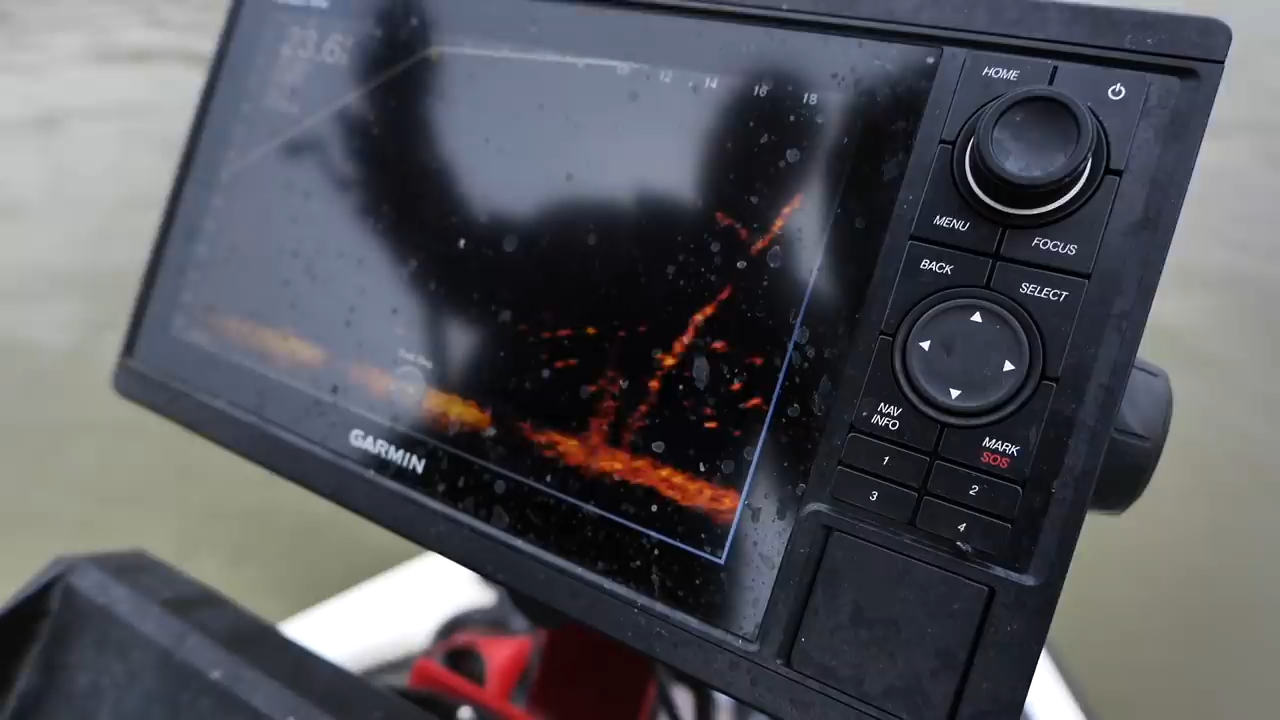 12 14 16 18
HOME
MENU
FOCUS
BACK
SELECT
NAV
INFO
MARK
SOS
1
2
3
4
GARMIN